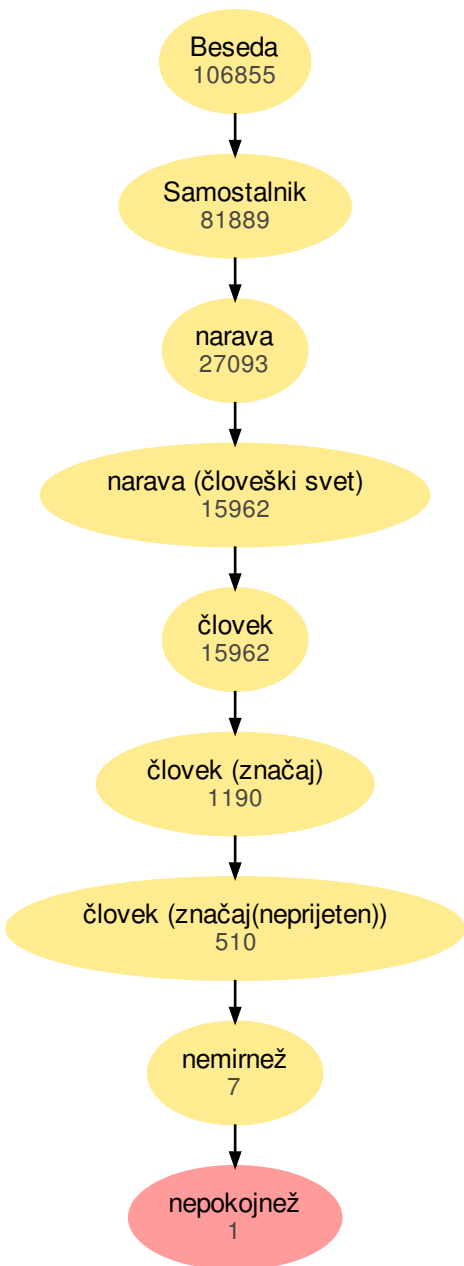 Beseda
106855
Samostalnik
81889
narava
27093
narava (človeški svet)
15962
človek
15962
človek (značaj)
1190
človek (značaj(neprijeten))
510
nemirnež
7
nepokojnež
1